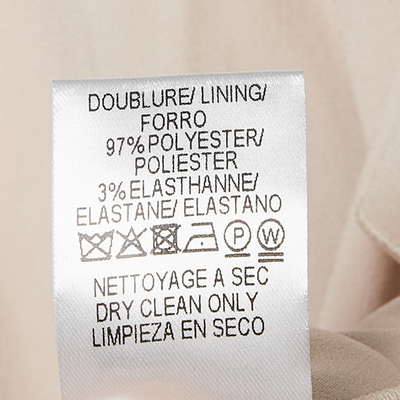 DOUBLURE/ LINING/
FORRO
97%POLYESTER/
POLIESTER
3%ELASTHANNE/
ELASTANE/ ELASTANO
P W
NETTOYAGE A SEC
DRY CLEAN ONLY
LIMPIEZA EN SECO